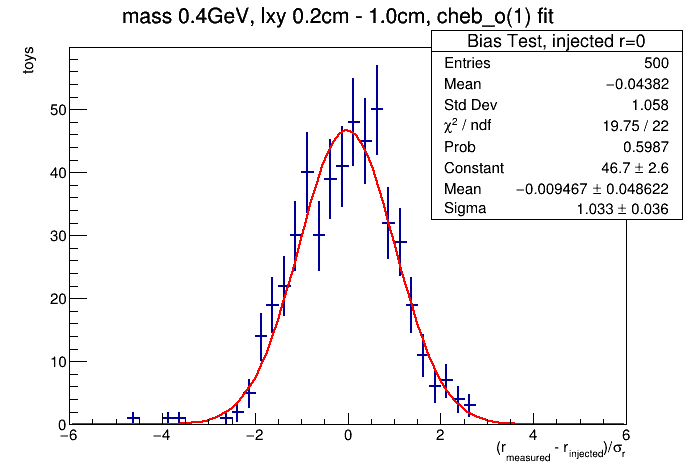 mass 0.4GeV, lxy 0.2cm - 1.0cm, cheb_o(1) fit
Bias Test, injected r=0
Entries 500
Mean −0.04382
Std Dev 1.058
χ² / ndf 19.75 / 22
Prob 0.5987
Constant 46.7 ± 2.6
Mean −0.009467 ± 0.048622
Sigma 1.033 ± 0.036
toys
50
40
30
20
10
0
−6 −4 −2 0 2 4 6
(r_measured - r_injected)/σ_r